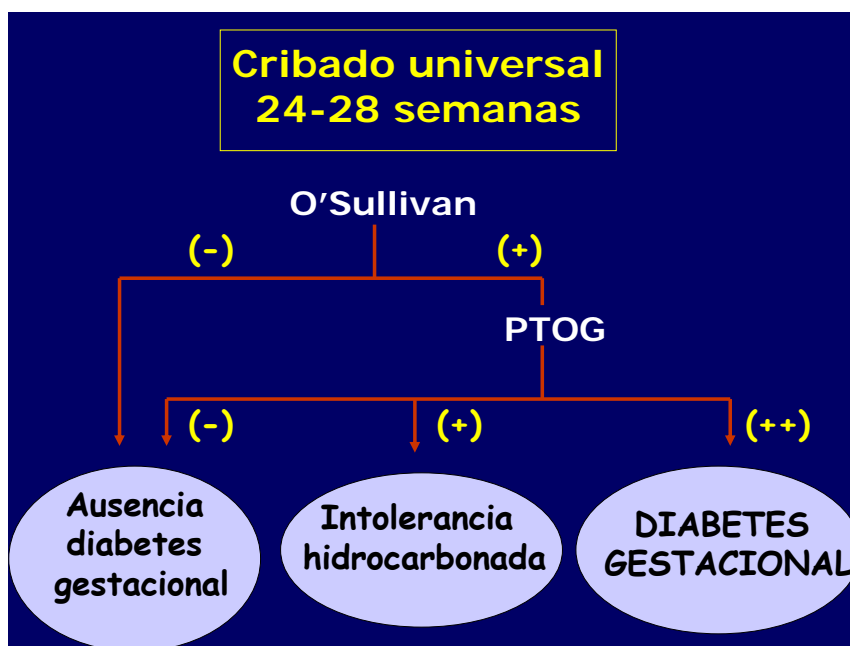 Cribado universal
24-28 semanas
O'Sullivan
(-)
(+)
PTOG
(-)
(+)
(++)
Ausencia
diabetes
gestacional
Intolerancia
hidrocarbonada
DIABETES
GESTACIONAL